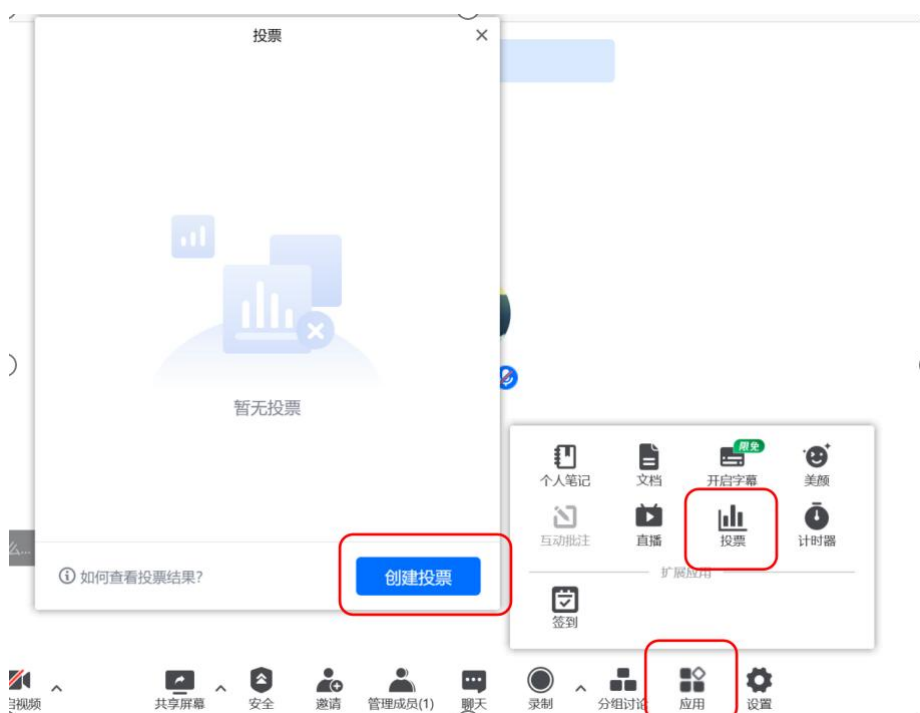 投票
暂无投票
如何查看投票结果?
创建投票
限免
个人笔记
文档
开启字幕
美颜
互动批注
直播
投票
计时器
扩展应用
签到
视频
共享屏幕
安全
邀请
管理成员(1)
聊天
录制
分组讨论
应用
设置